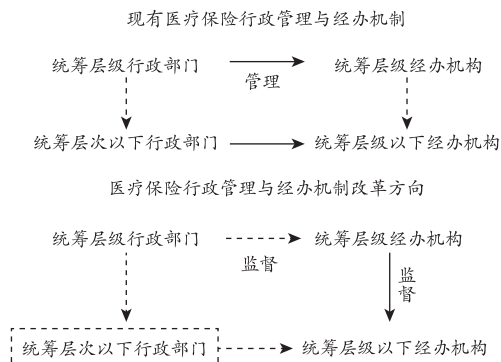 现有医疗保险行政管理与经办机制
统筹层级行政部门 管理 统筹层级经办机构
统筹层次以下行政部门 统筹层级以下经办机构
医疗保险行政管理与经办机制改革方向
统筹层级行政部门 监督 统筹层级经办机构
监督
统筹层次以下行政部门 统筹层级以下经办机构